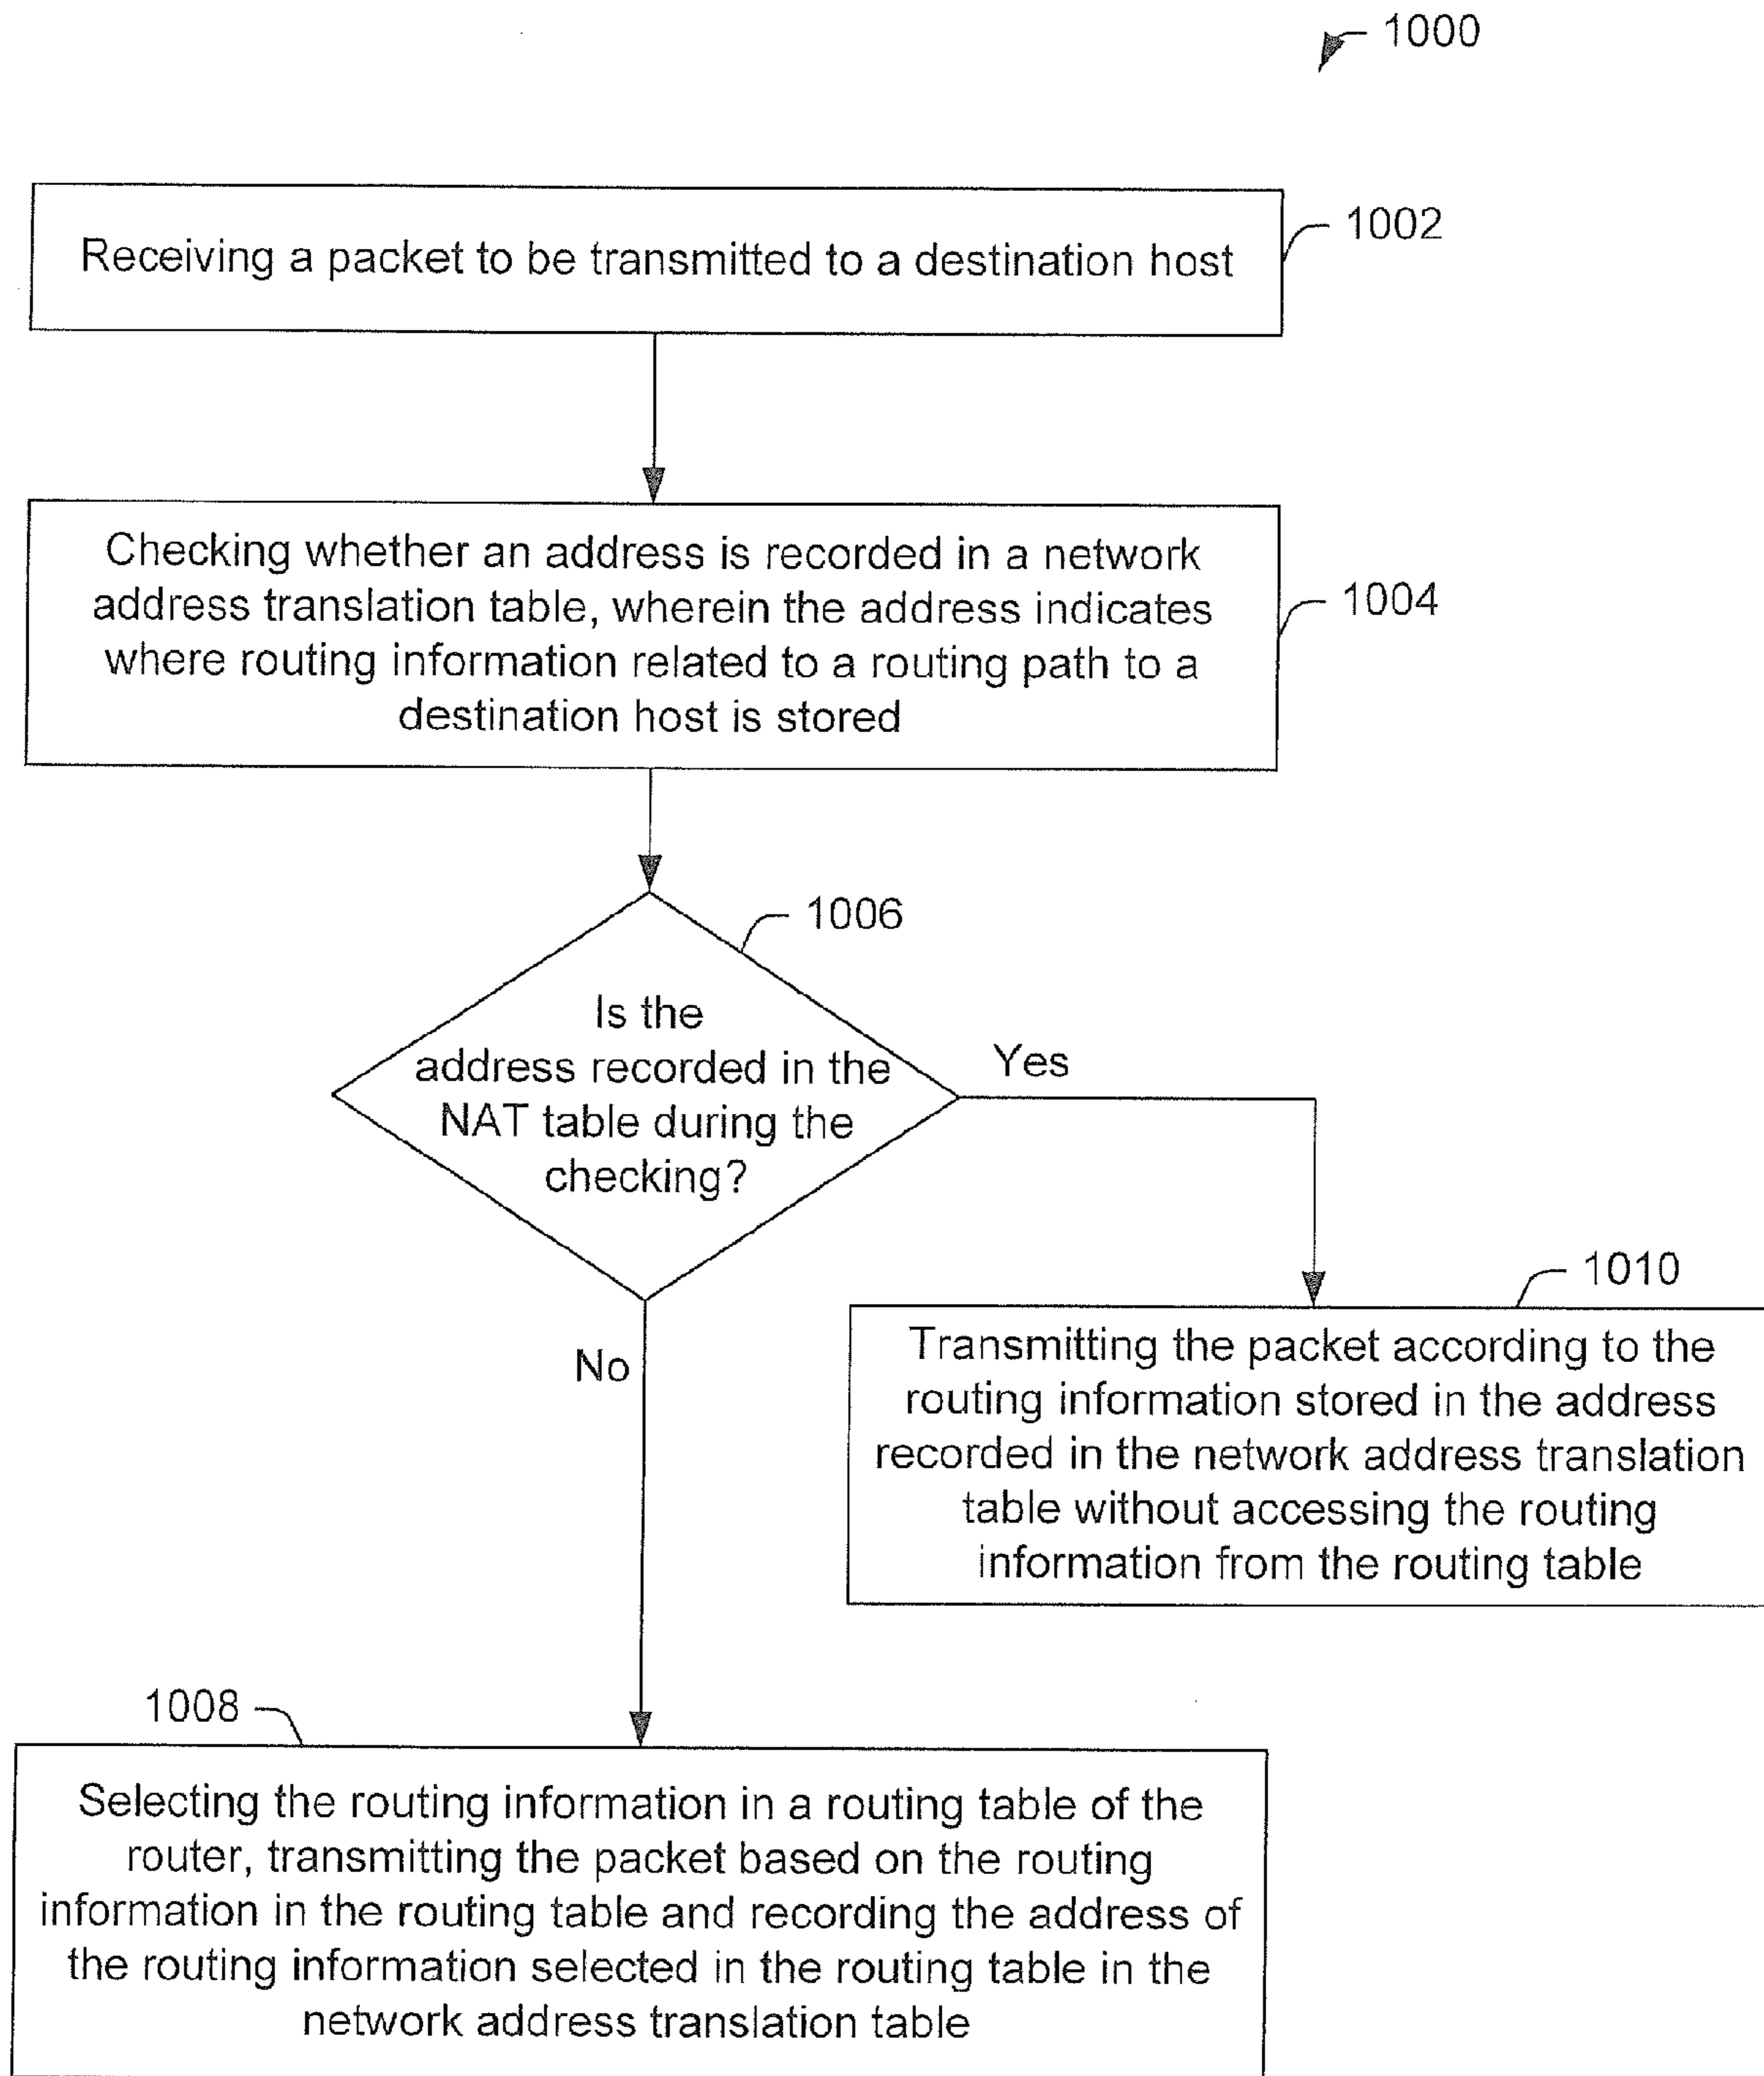 1000
Receiving a packet to be transmitted to a destination host
1002
Checking whether an address is recorded in a network
address translation table, wherein the address indicates
where routing information related to a routing path to a
destination host is stored
1004
1006
Is the
address recorded in the
NAT table during the
checking?
Yes
No
1010
Transmitting the packet according to the
routing information stored in the address
recorded in the network address translation
table without accessing the routing
information from the routing table
1008
Selecting the routing information in a routing table of the
router, transmitting the packet based on the routing
information in the routing table and recording the address of
the routing information selected in the routing table in the
network address translation table